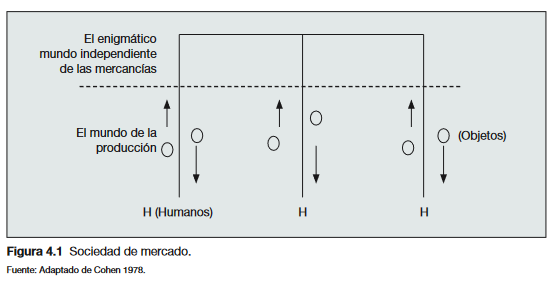 El enigmático
mundo independiente
de las mercancías
El mundo de la
producción
(Objetos)
H (Humanos)
H
H
Figura 4.1 Sociedad de mercado.
Fuente: Adaptado de Cohen 1978.